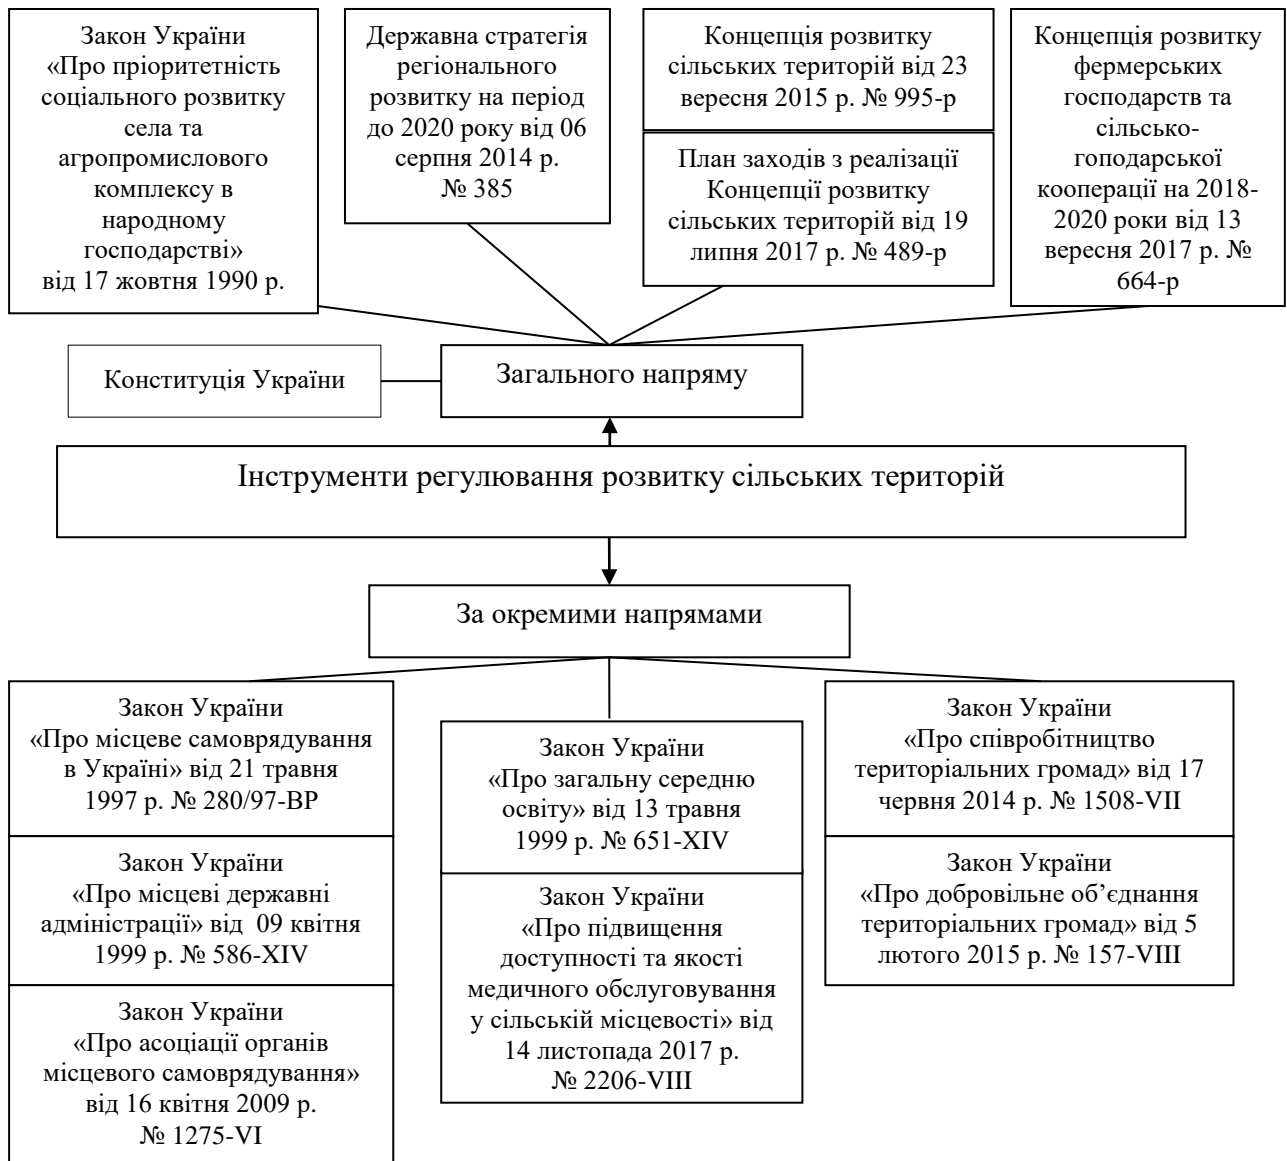 Закон України
«Про пріоритетність
соціального розвитку
села та
агропромислового
комплексу в
народному
господарстві»
від 17 жовтня 1990 р.
Державна стратегія
регіонального
розвитку на період
до 2020 року від 06
серпня 2014 р.
№ 385
Концепція розвитку
сільських територій від 23
вересня 2015 р. № 995-р
План заходів з реалізації
Концепції розвитку
сільських територій від 19
липня 2017 р. № 489-р
Концепція розвитку
фермерських
господарств та
сільсько-
гоподарської
кооперації на 2018-
2020 роки від 13
вересня 2017 р. №
664-р
Конституція України
Загального напряму
Інструменти регулювання розвитку сільських територій
За окремими напрямами
Закон України
«Про місцеве самоврядування
в Україні» від 21 травня
1997 р. № 280/97-ВР
Закон України
«Про місцеві державні
адміністрації» від 09 квітня
1999 р. № 586-XIV
Закон України
«Про асоціації органів
місцевого самоврядування»
від 16 квітня 2009 р.
№ 1275-VI
Закон України
«Про загальну середню
освіту» від 13 травня
1999 р. № 651-XIV
Закон України
«Про підвищення
доступності та якості
медичного обслуговування
у сільській місцевості» від
14 листопада 2017 р.
№ 2206-VIII
Закон України
«Про співробітництво
територіальних громад» від 17
червня 2014 р. № 1508-VII
Закон України
«Про добровільне об’єднання
територіальних громад» від 5
лютого 2015 р. № 157-VIII